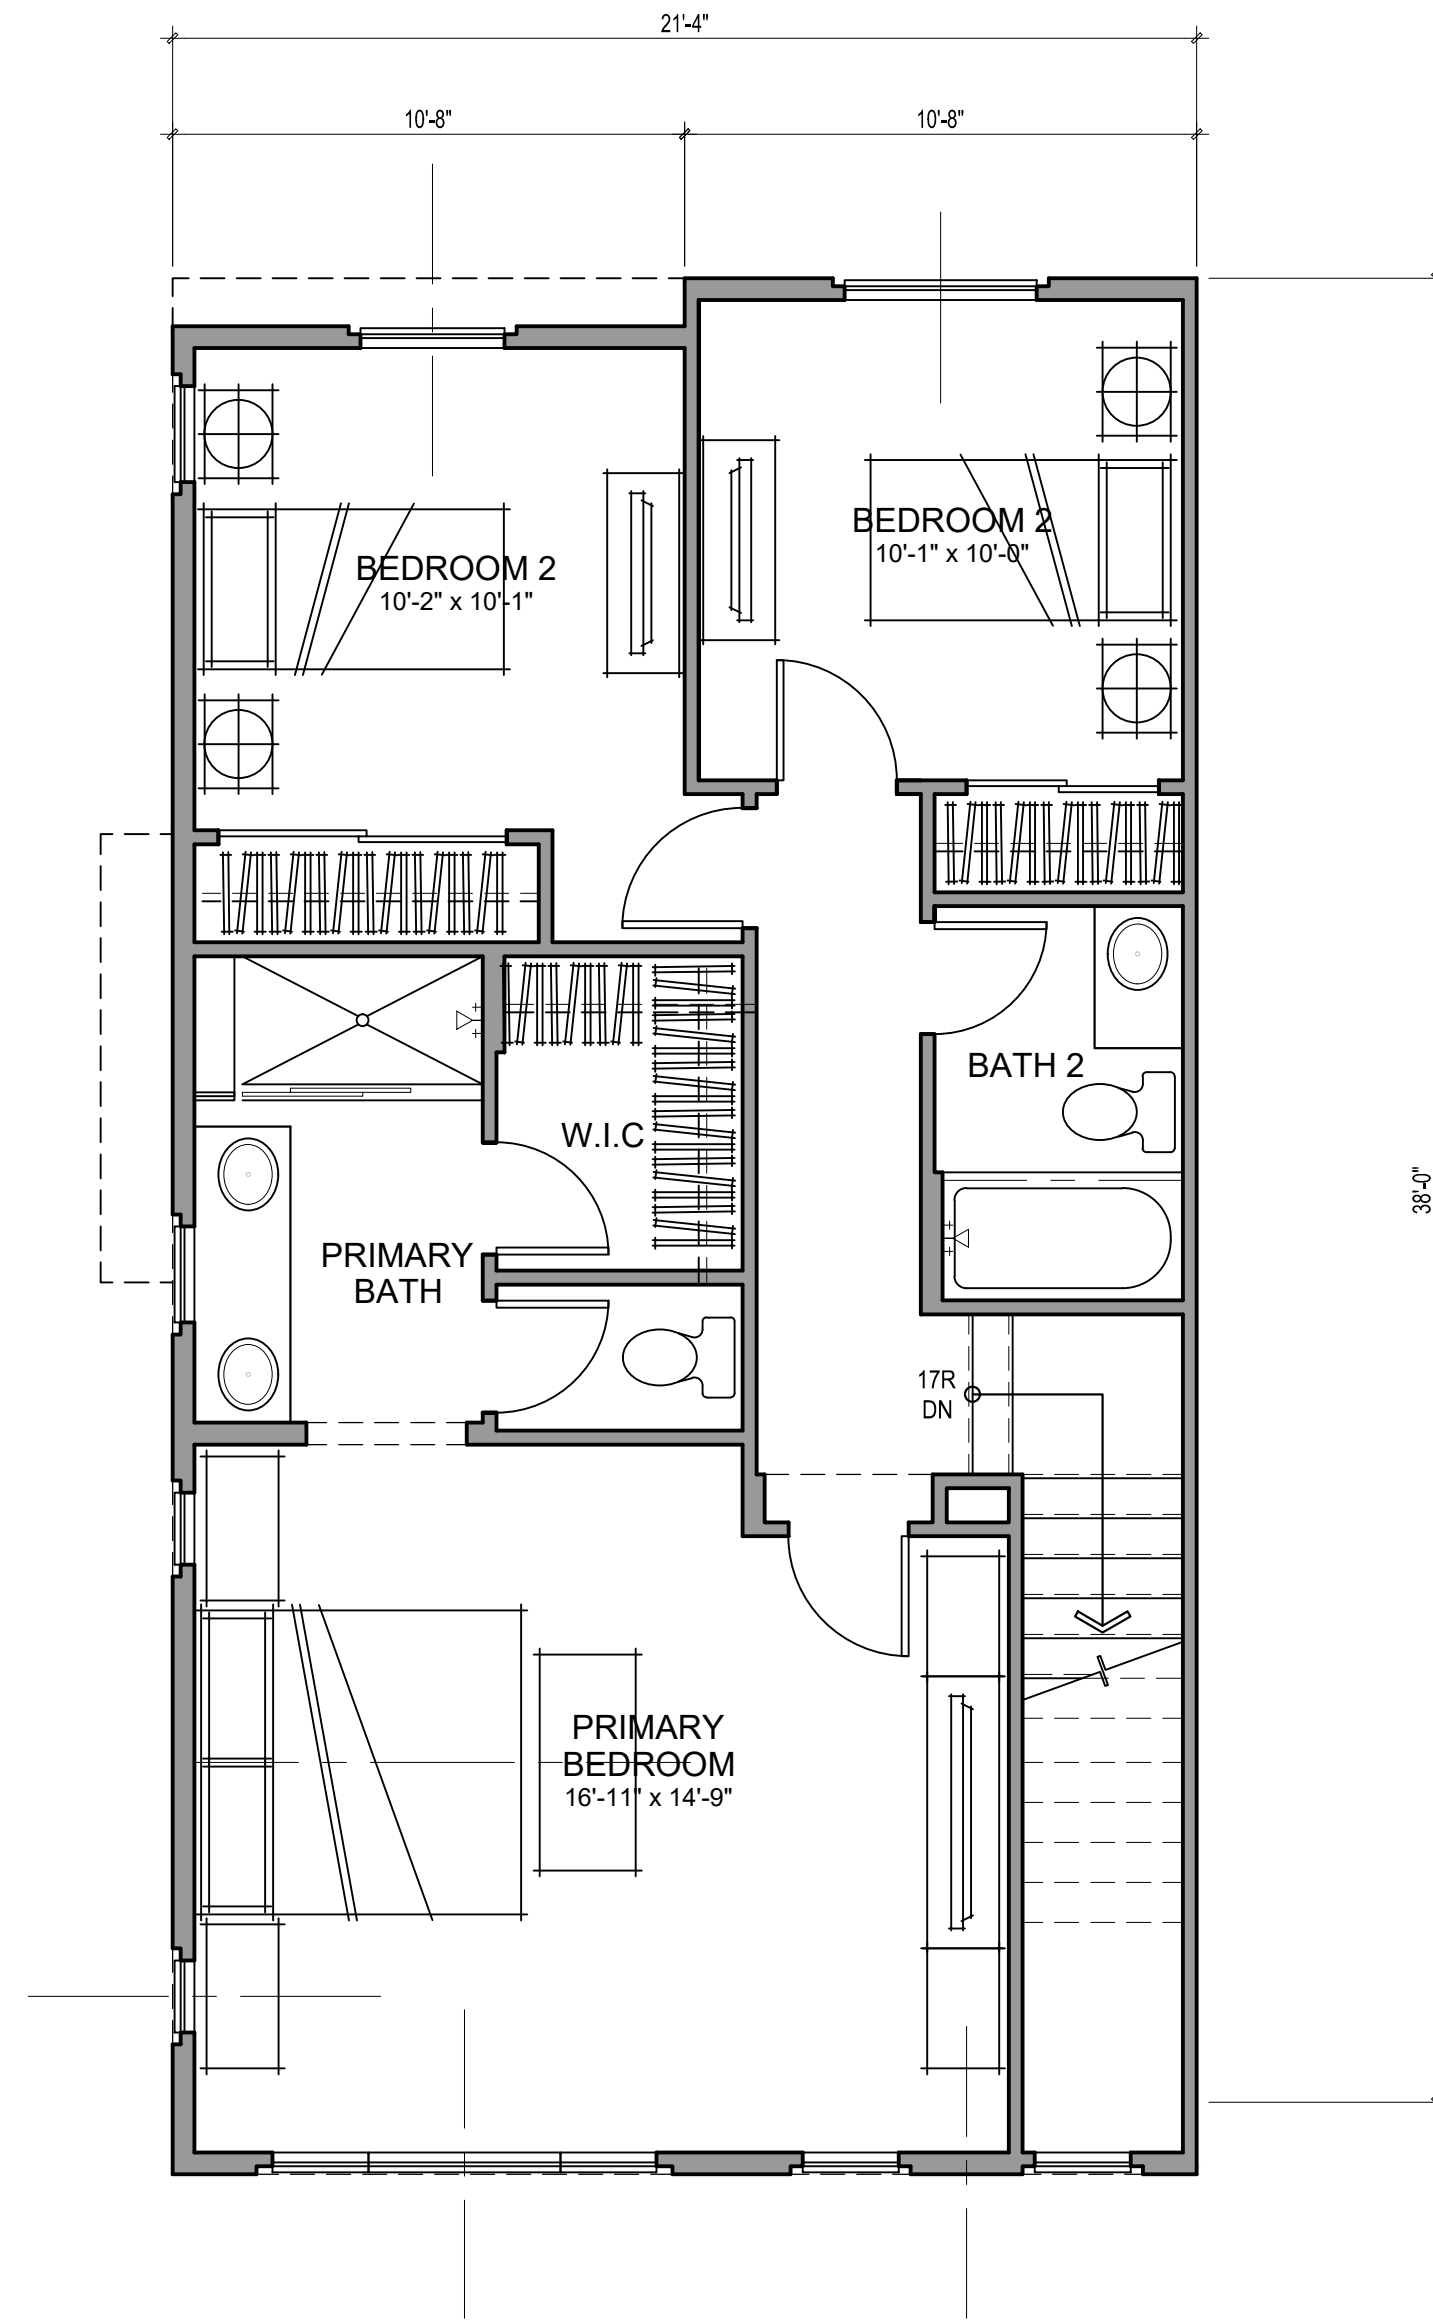 21'-4"
10'-8"
10'-8"
BEDROOM 2
10'-1" x 10'-0"
BEDROOM 2
10'-2" x 10'-1"
BATH 2
W.I.C
38'-0"
PRIMARY
BATH
17R
DN
PRIMARY
BEDROOM
16'-11" x 14'-9"